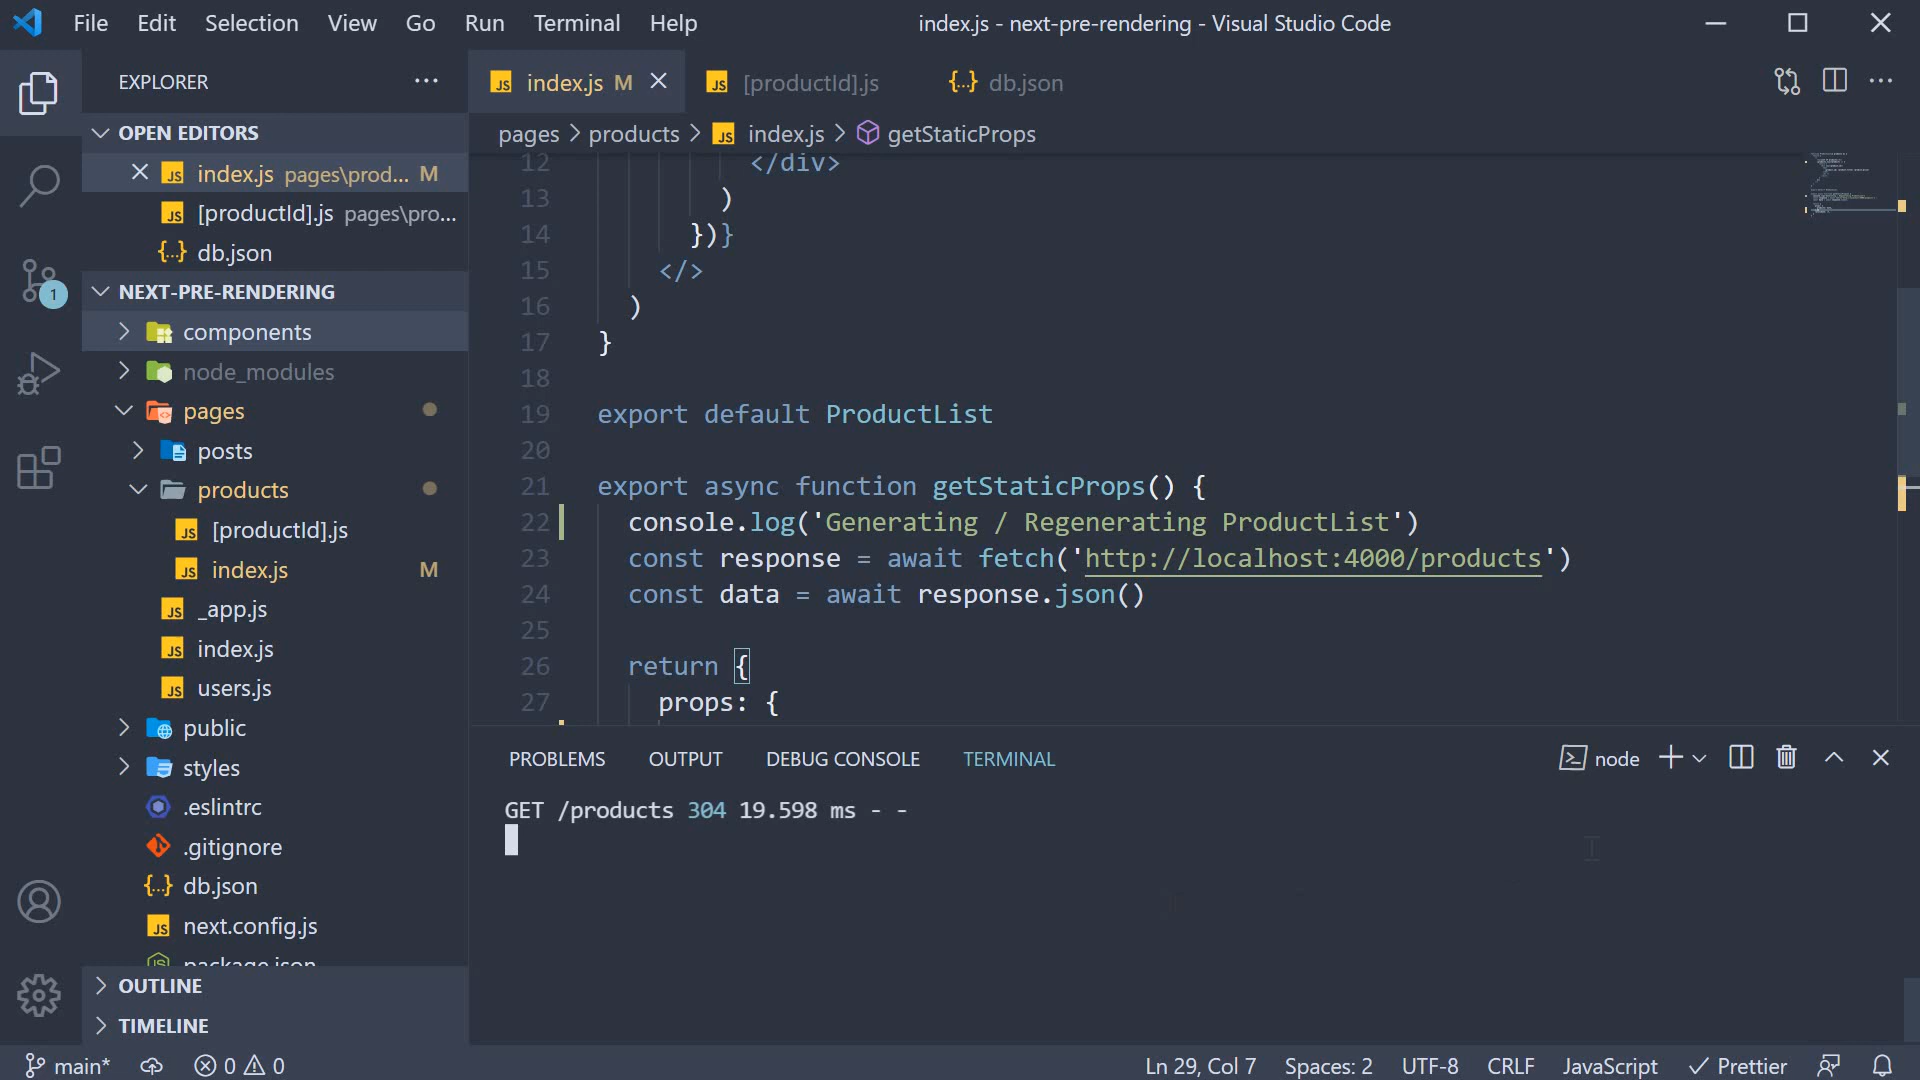 File Edit Selection View Go Run Terminal Help
index.js - next-pre-rendering - Visual Studio Code
EXPLORER
OPEN EDITORS
index.js pages\prod... M
[productId].js pages\pro...
db.json
NEXT-PRE-RENDERING
components
node_modules
pages
posts
products
[productId].js
index.js M
_app.js
index.js
users.js
public
styles
.eslintrc
.gitignore
db.json
next.config.js
package.json
OUTLINE
TIMELINE
index.js M
[productId].js
db.json
pages > products > index.js > getStaticProps
12 </div>
13 )
14 })}
15 </>
16 )
17 }
18
19 export default ProductList
20
21 export async function getStaticProps() {
22 console.log('Generating / Regenerating ProductList')
23 const response = await fetch('http://localhost:4000/products')
24 const data = await response.json()
25
26 return {
27 props: {
PROBLEMS OUTPUT DEBUG CONSOLE TERMINAL
node
GET /products 304 19.598 ms - -
1
main* 0 0
Ln 29, Col 7 Spaces: 2 UTF-8 CRLF JavaScript Prettier